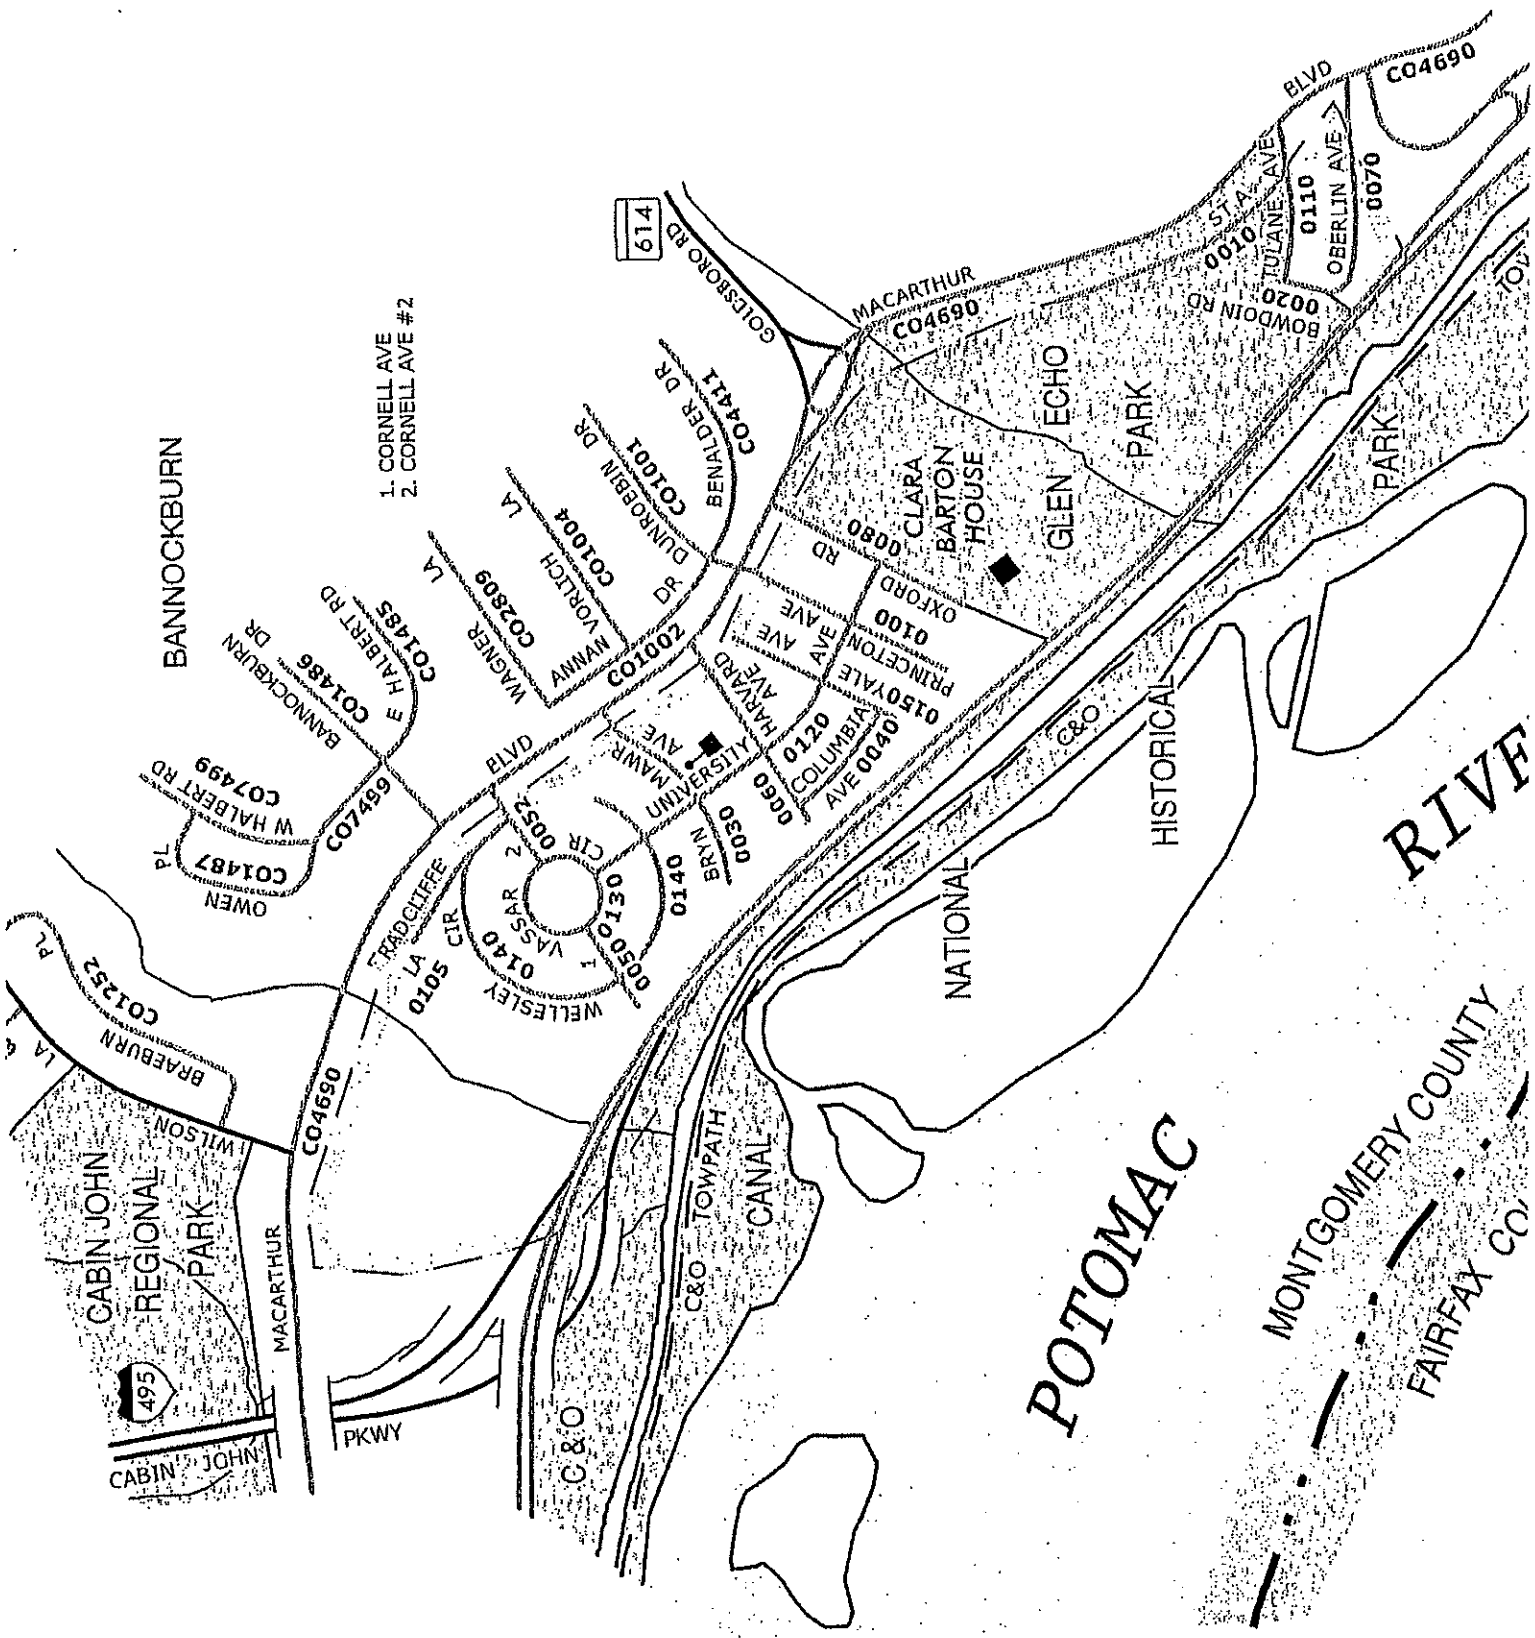 BANNOCKBURN
1. CORNELL AVE
2. CORNELL AVE #2
614
GOLDSBORO RD
BLVD
CO4690
TULANE AVE
0110
OBERLIN AVE
0070
ST A
0010
BOWDOIN RD
0020
MACARTHUR
CO4690
BENALDER DR
CO4411
DUNROBBIN DR
CO1001
VORLICH LA
CO1004
ANNAN DR
CO1002
WAGNER LA
CO2809
E HALBERT RD
CO1485
BANNOCKBURN DR
CO1486
W HALBERT RD
CO7499
CO7499
OWEN PL
CO1487
BRAEBURN PL
CO1252
WILSON LA
CO4690
MACARTHUR
BLVD
CABIN JOHN
REGIONAL
PARK
495
CABIN JOHN
PKWY
RADCLIFFE
LA
0105
WELLESLEY
CIR
0140
0140
VASSAR
CIR
0130
1
0050
2
0052
BRYN
MAWR
AVE
0030
UNIVERSITY
AVE
0120
HARVARD
AVE
0060
COLUMBIA
AVE 0040
YALE
AVE
0150
PRINCETON
AVE
0100
OXFORD
RD
0080
CLARA
BARTON
HOUSE
GLEN ECHO
PARK
C & O
C&O TOWPATH
CANAL
C&O
NATIONAL
HISTORICAL
PARK
POTOMAC
MONTGOMERY COUNTY